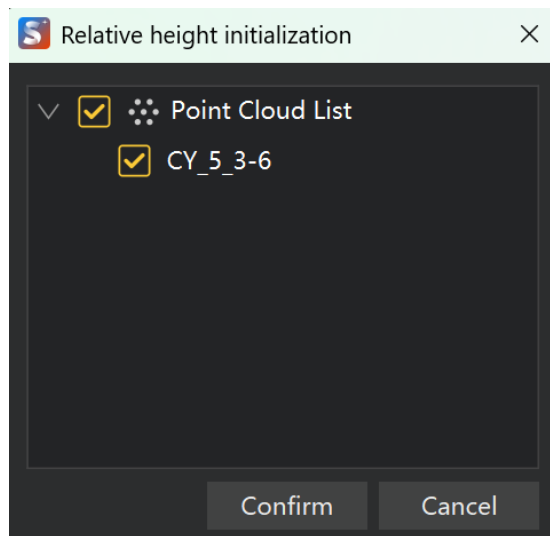 Relative height initialization
Point Cloud List
CY_5_3-6
Confirm Cancel